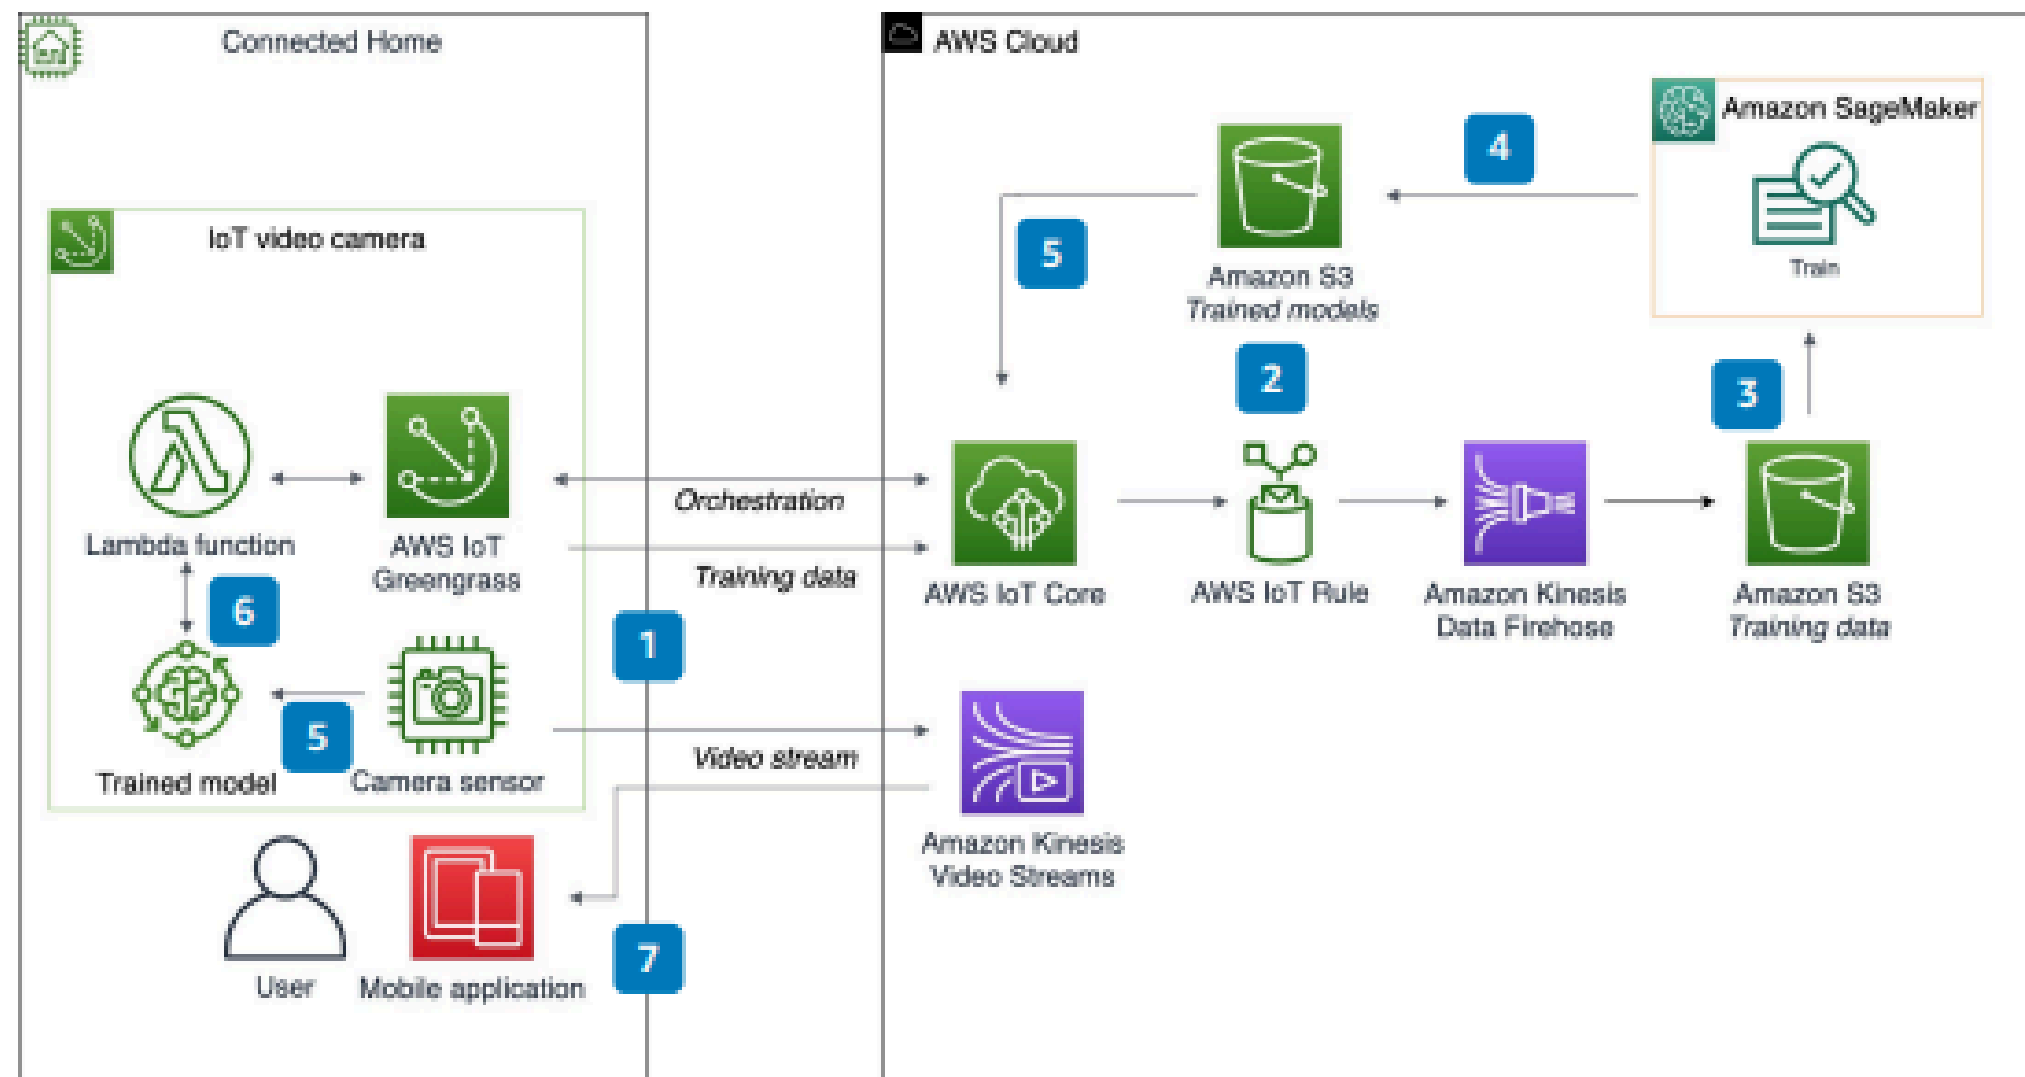 Connected Home
AWS Cloud
Amazon SageMaker
4
Train
5
Amazon S3
Trained models
IoT video camera
2
3
Lambda function
AWS IoT
Greengrass
Orchestration
Training data
AWS IoT Core
AWS IoT Rule
Amazon Kinesis
Data Firehose
Amazon S3
Training data
6
1
5
Trained model
Camera sensor
Video stream
Amazon Kinesis
Video Streams
User
Mobile application
7